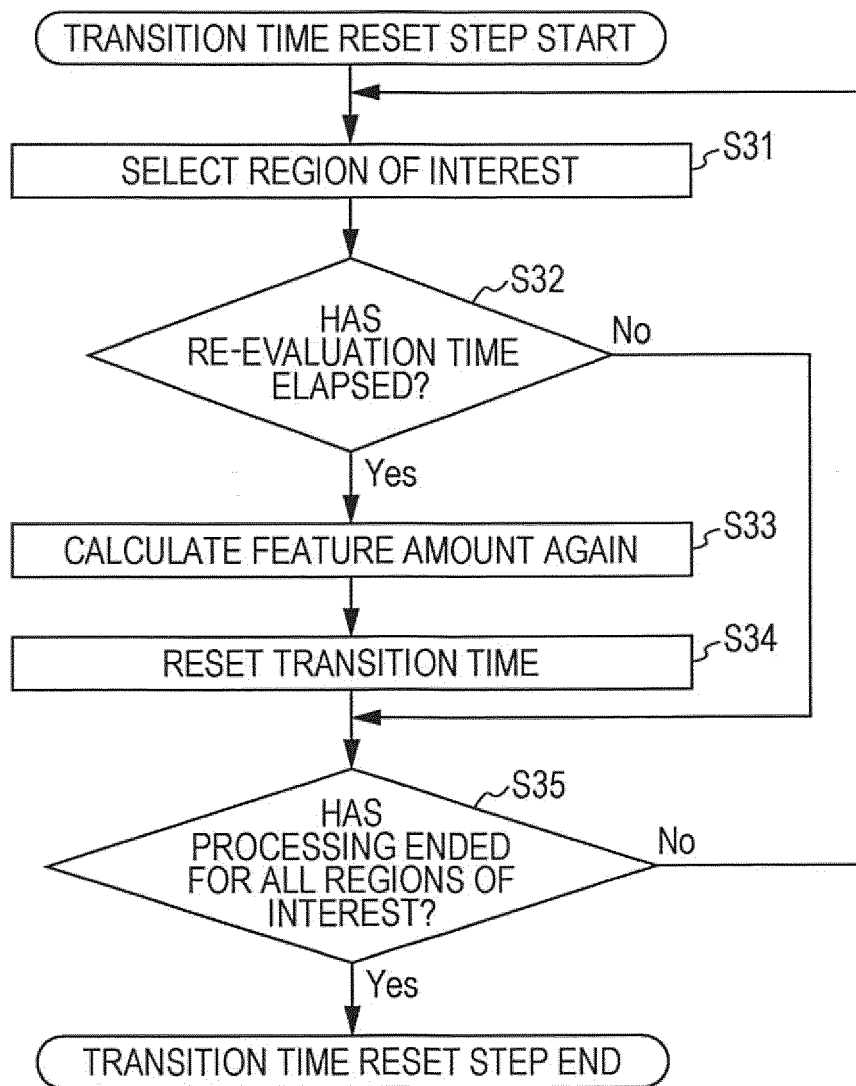 TRANSITION TIME RESET STEP START
SELECT REGION OF INTEREST
S31
HAS
RE-EVALUATION TIME
ELAPSED?
S32
No
Yes
CALCULATE FEATURE AMOUNT AGAIN
S33
RESET TRANSITION TIME
S34
HAS
PROCESSING ENDED
FOR ALL REGIONS OF
INTEREST?
S35
No
Yes
TRANSITION TIME RESET STEP END